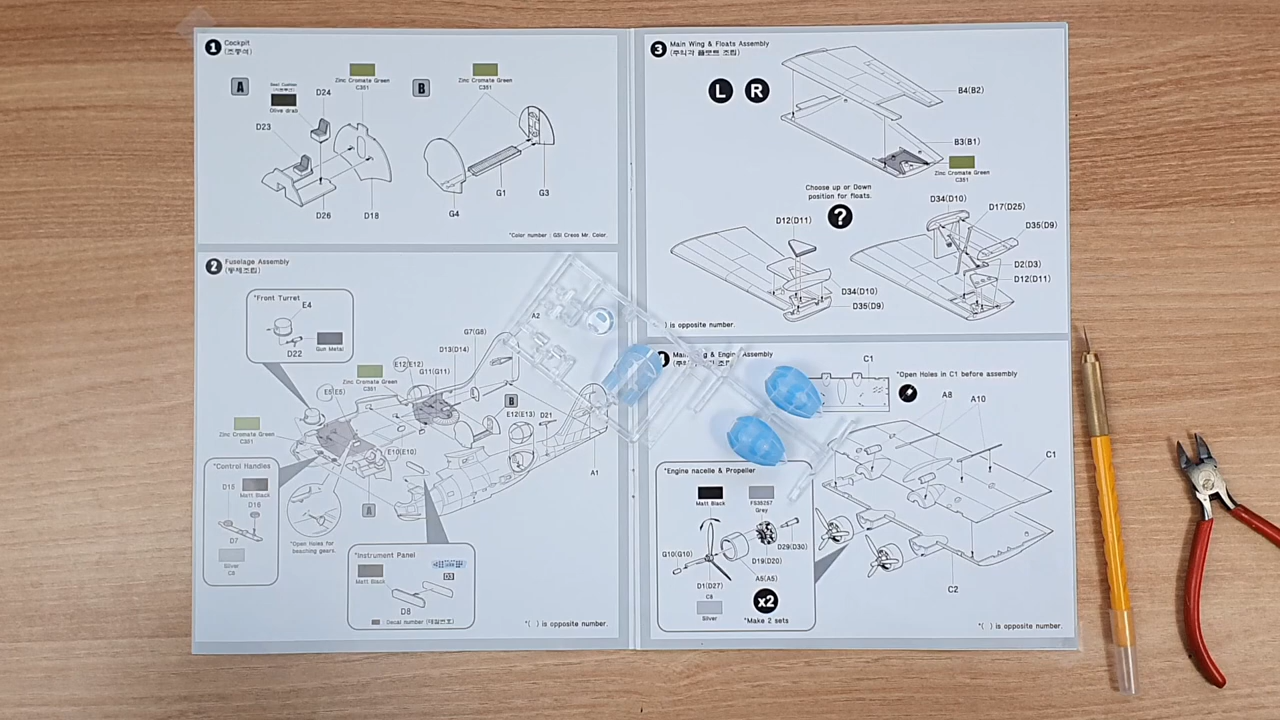 1 Cockpit
(조종석)
A
Seat Cushion
Olive drab
D24
Zinc Cromate Green
C351
D23
D26
D18
B
Zinc Cromate Green
C351
G1
G3
G4
*Color number : GSI Creos Mr. Color.
2 Fuselage Assembly
(동체조립)
*Front Turret
E4
D22
Gun Metal
G7(G8)
D13(D14)
E12(E12)
G11(G11)
Zinc Cromate Green
C351
E5(E5)
B
E12(E13)
D21
Zinc Cromate Green
C351
E10(E10)
A1
*Control Handles
D15
Matt Black
D16
D7
Silver
C8
A
*Open Holes for
beaching gears.
*Instrument Panel
Matt Black
D3
D8
: Decal number (데칼번호)
*( ) is opposite number.
A2
3 Main Wing & Floats Assembly
(주익과 플로트 조립)
L R
B4(B2)
B3(B1)
Zinc Cromate Green
C351
Choose up or Down
position for floats.
?
D12(D11)
D34(D10)
D35(D9)
D34(D10)
D17(D25)
D35(D9)
D2(D3)
D12(D11)
) is opposite number.
Assembly
C1
*Open Holes in C1 before assembly
A8
A10
C1
C2
*Engine nacelle & Propeller
Matt Black
FS35257
Grey
G10(G10)
D29(D30)
D19(D20)
A5(A5)
D1(D27)
C8
Silver
x2
*Make 2 sets
*( ) is opposite number.